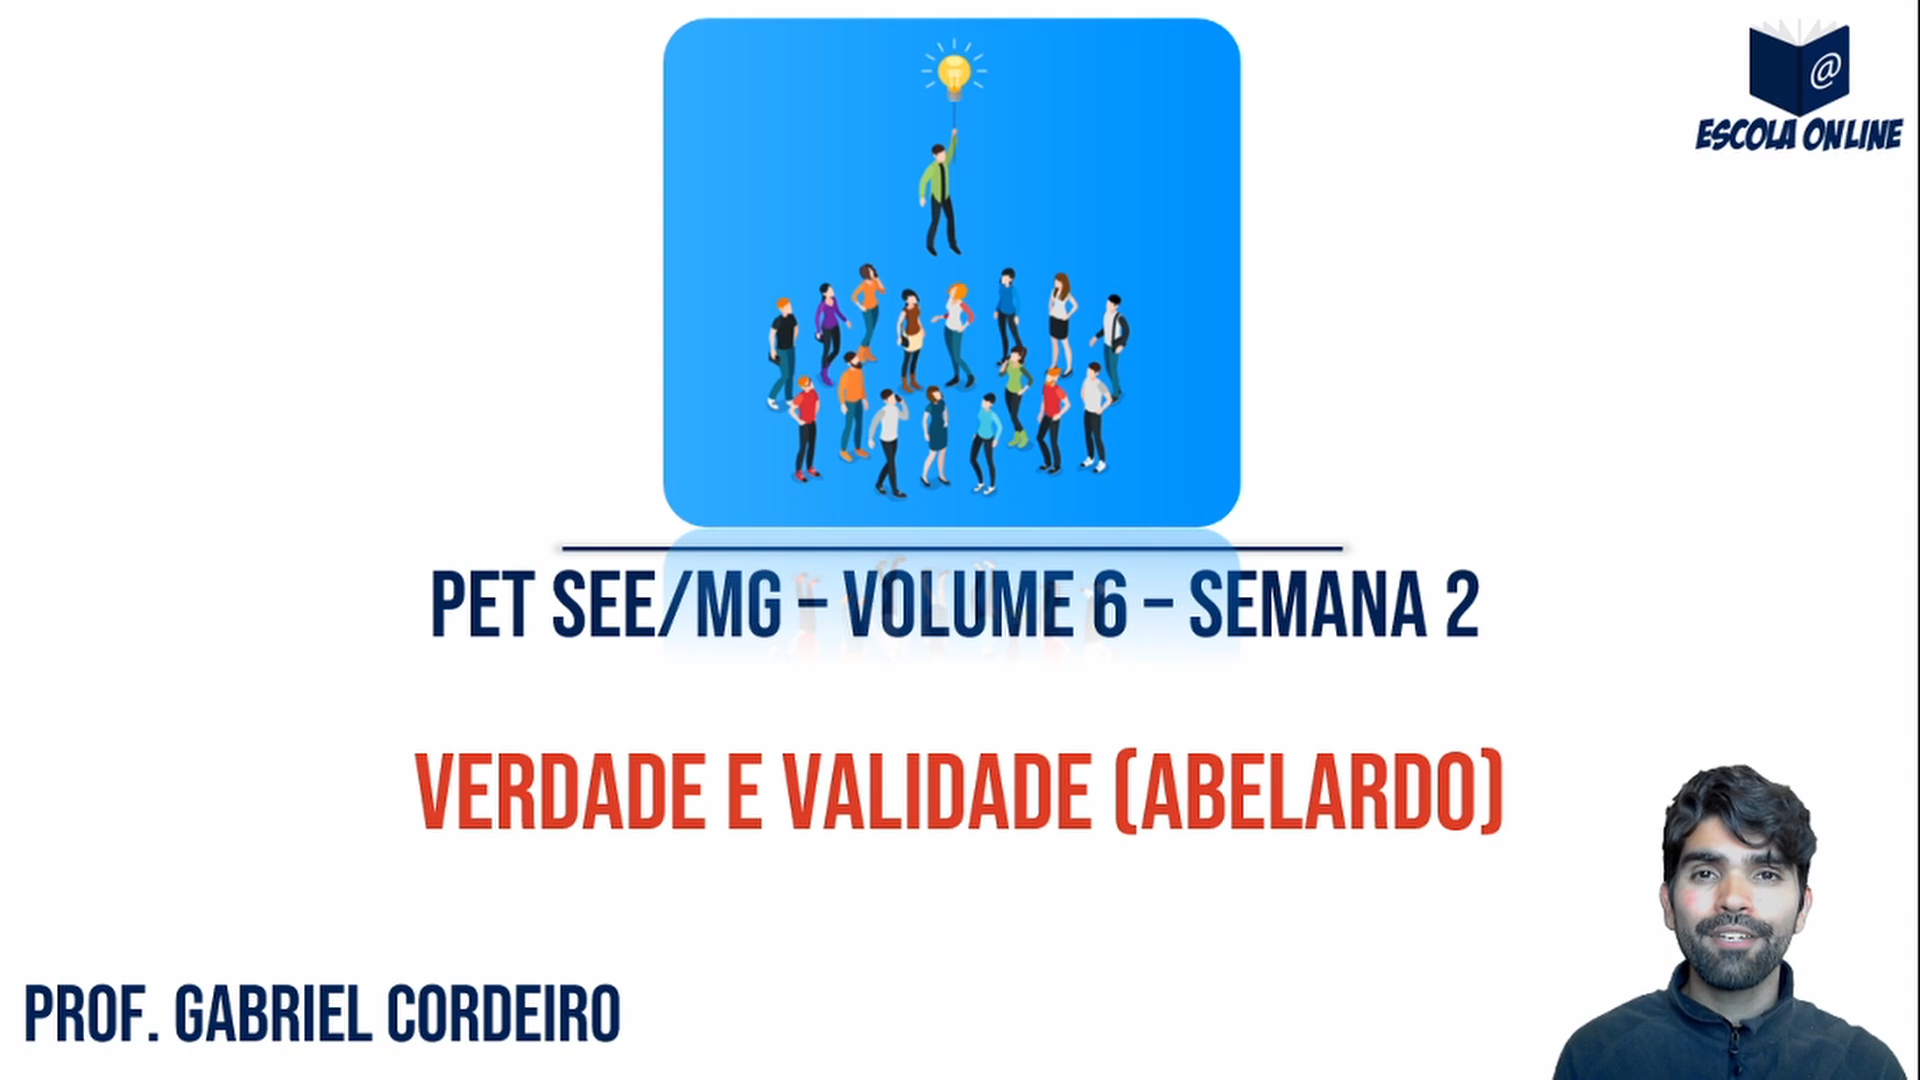 @
ESCOLA ONLINE
PET SEE/MG – VOLUME 6 – SEMANA 2
VERDADE E VALIDADE (ABELARDO)
PROF. GABRIEL CORDEIRO